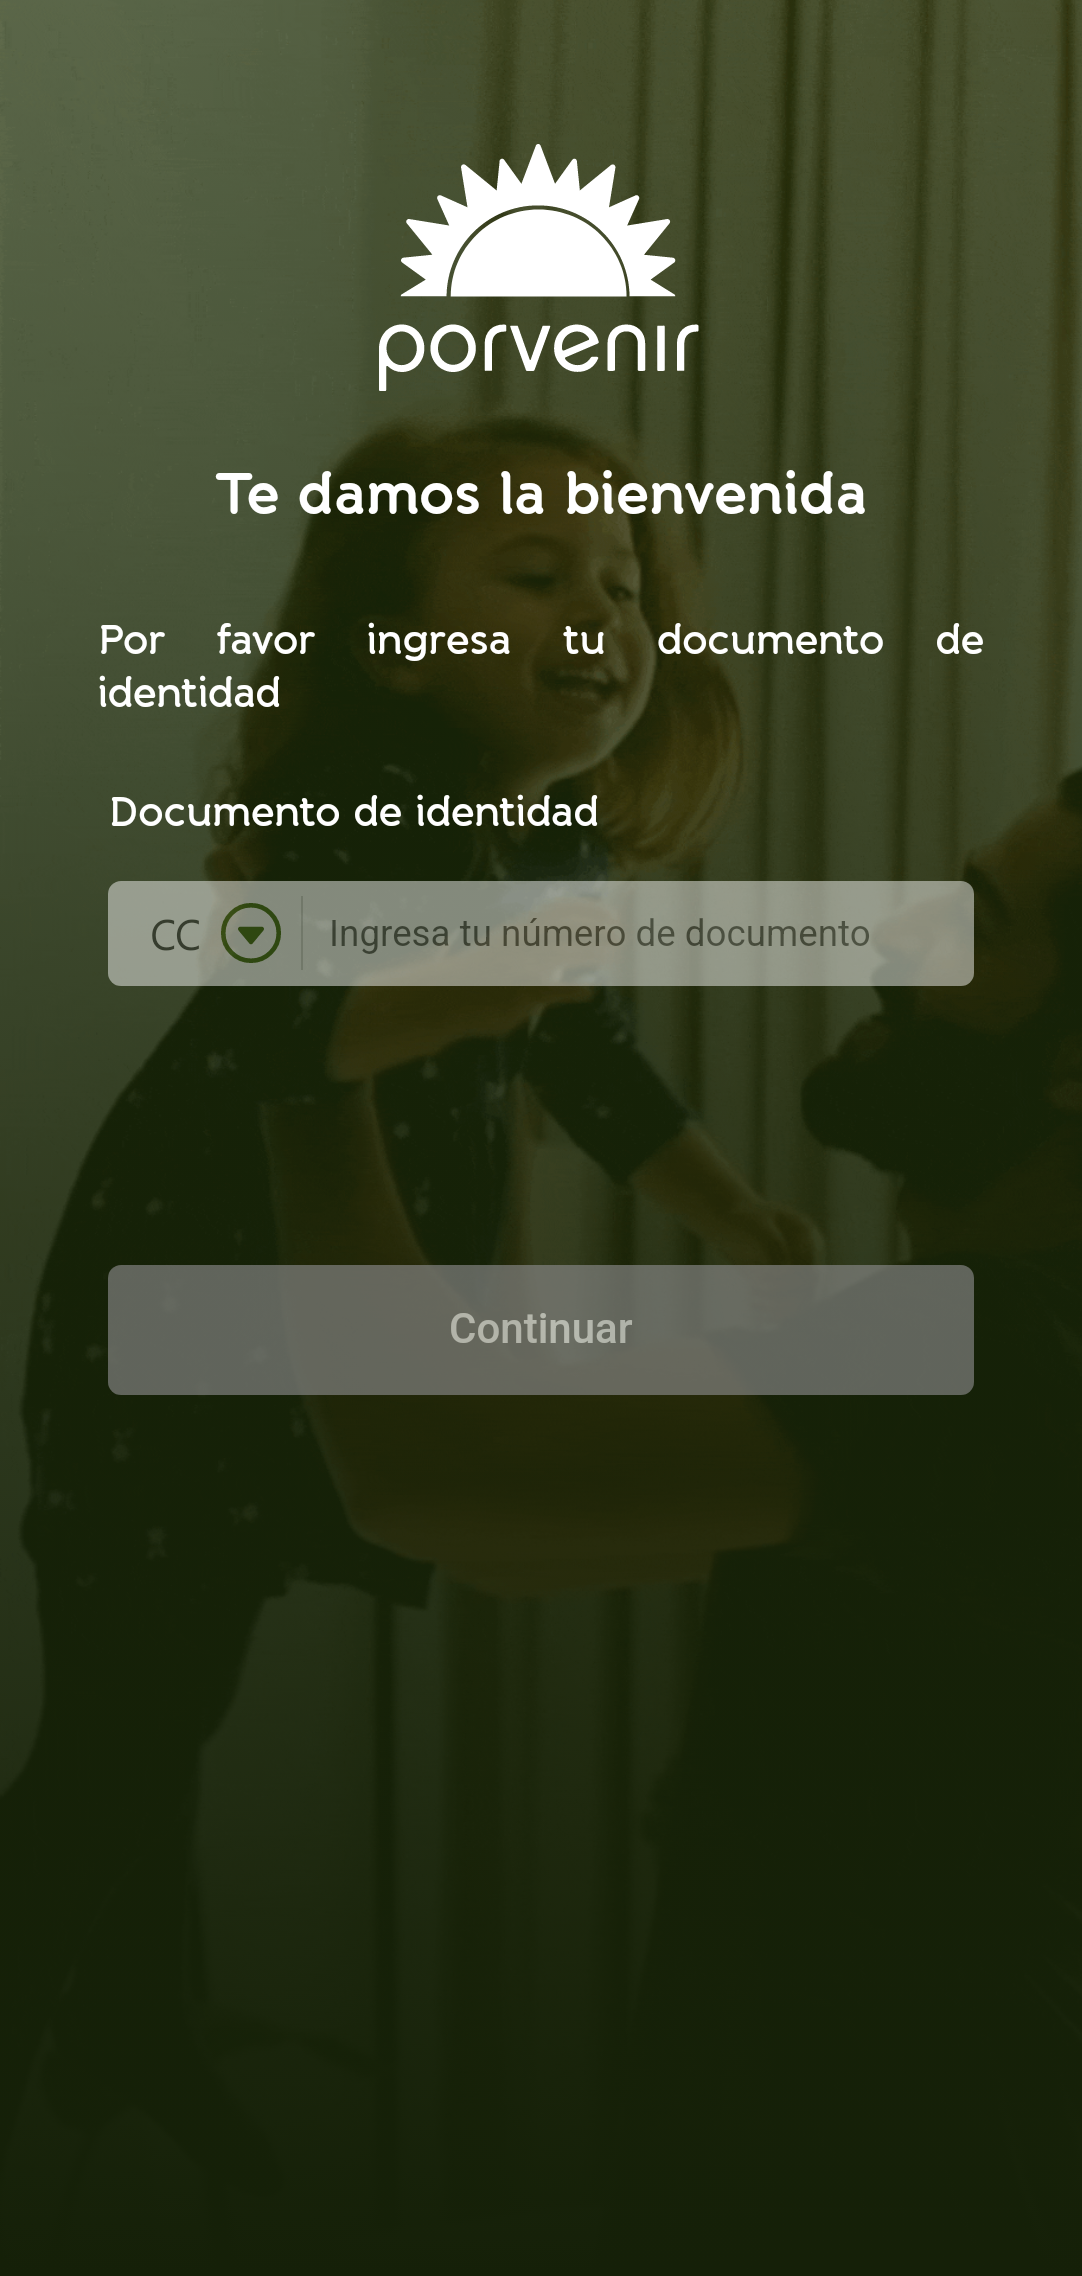 porvenir
Te damos la bienvenida
Por favor ingresa tu documento de
identidad
Documento de identidad
CC Ingresa tu número de documento
Continuar